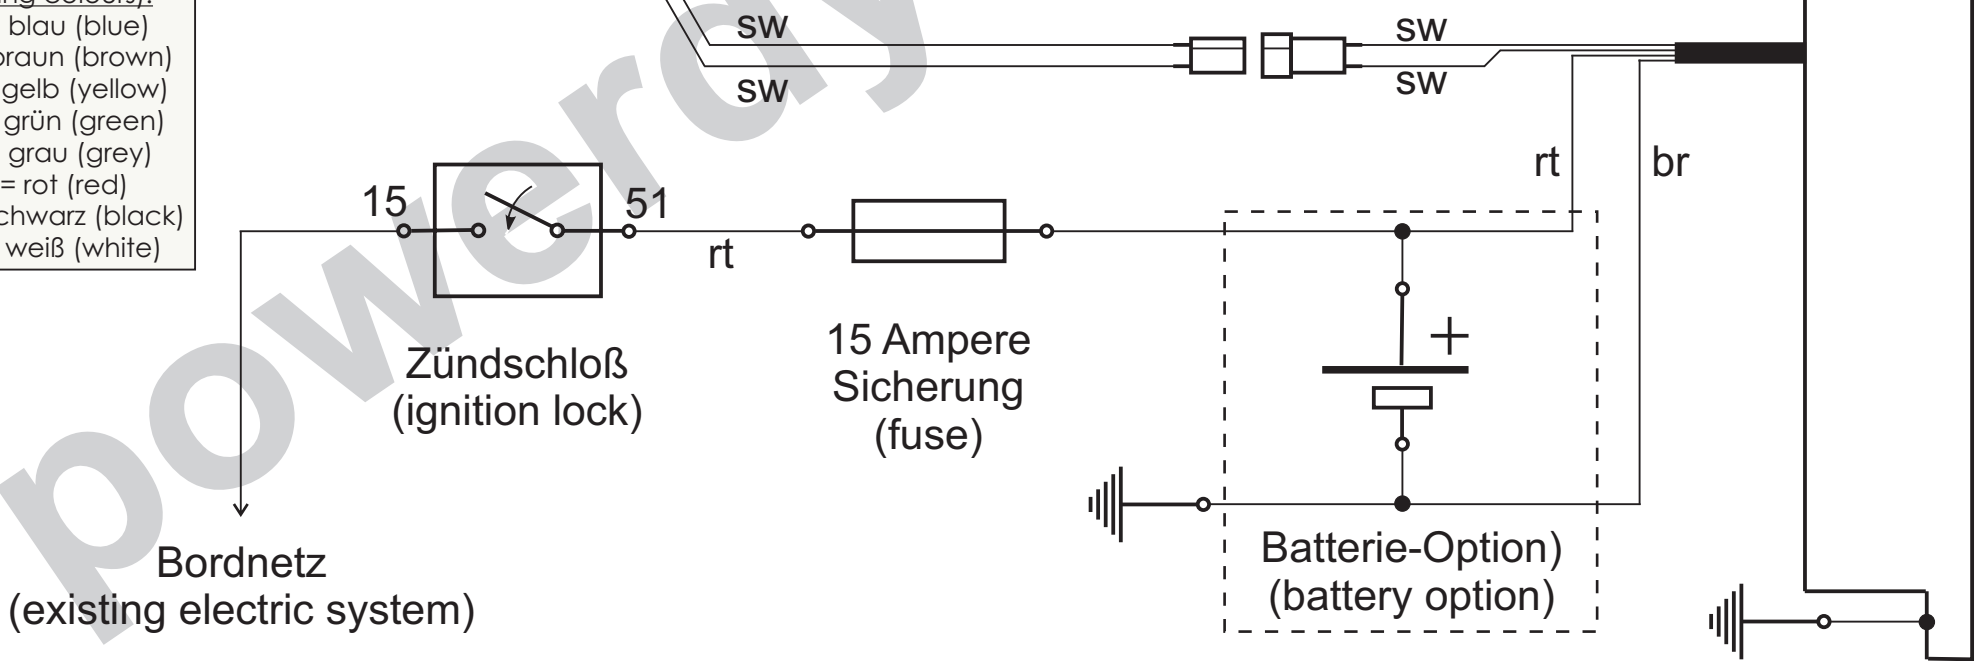 blau (blue)
braun (brown)
gelb (yellow)
grün (green)
grau (grey)
= rot (red)
schwarz (black)
weiß (white)
sw
sw
sw
sw
rt
br
15
51
rt
Zündschloß
(ignition lock)
15 Ampere
Sicherung
(fuse)
+
Batterie-Option)
(battery option)
Bordnetz
(existing electric system)
powerdy